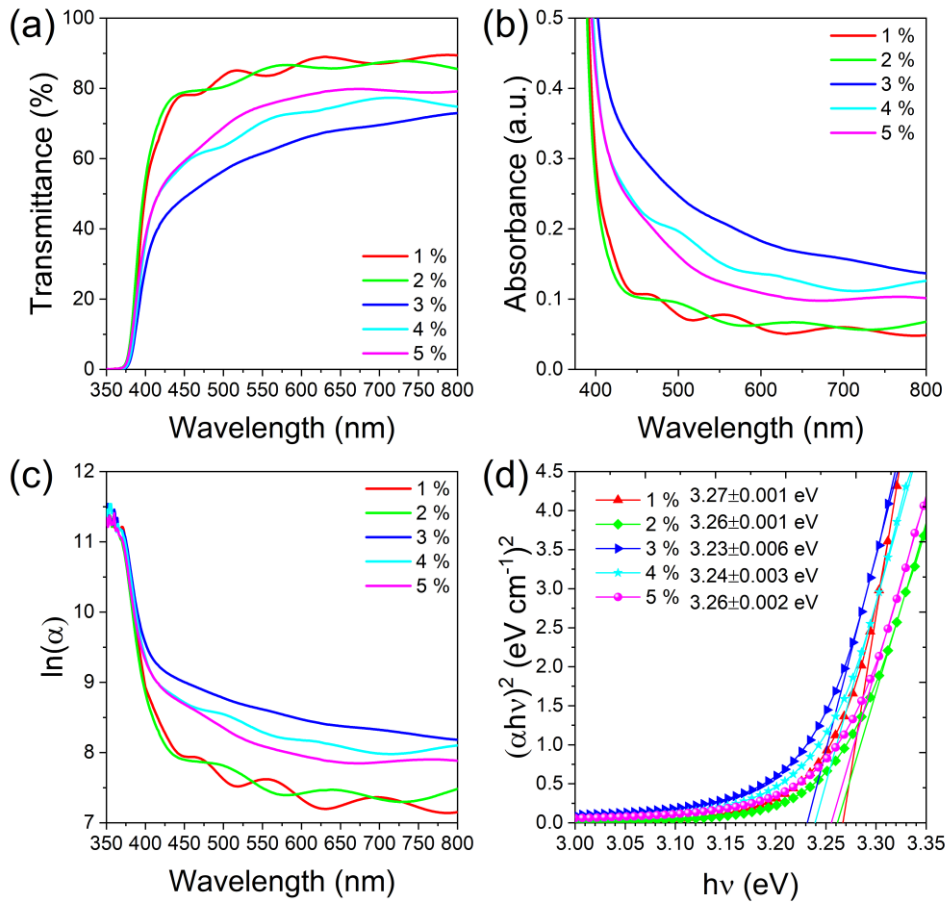 (a)
100
80
60
40
20
0
Transmittance (%)
1 %
2 %
3 %
4 %
5 %
350 400 450 500 550 600 650 700 750 800
Wavelength (nm)
(b)
0.5
0.4
0.3
0.2
0.1
0.0
Absorbance (a.u.)
1 %
2 %
3 %
4 %
5 %
400 500 600 700 800
Wavelength (nm)
(c)
12
11
10
9
8
7
ln(α)
1 %
2 %
3 %
4 %
5 %
350 400 450 500 550 600 650 700 750 800
Wavelength (nm)
(d)
4.5
4.0
3.5
3.0
2.5
2.0
1.5
1.0
0.5
0.0
(αhν)² (eV cm⁻¹)²
1 % 3.27±0.001 eV
2 % 3.26±0.001 eV
3 % 3.23±0.006 eV
4 % 3.24±0.003 eV
5 % 3.26±0.002 eV
3.00 3.05 3.10 3.15 3.20 3.25 3.30 3.35
hν (eV)